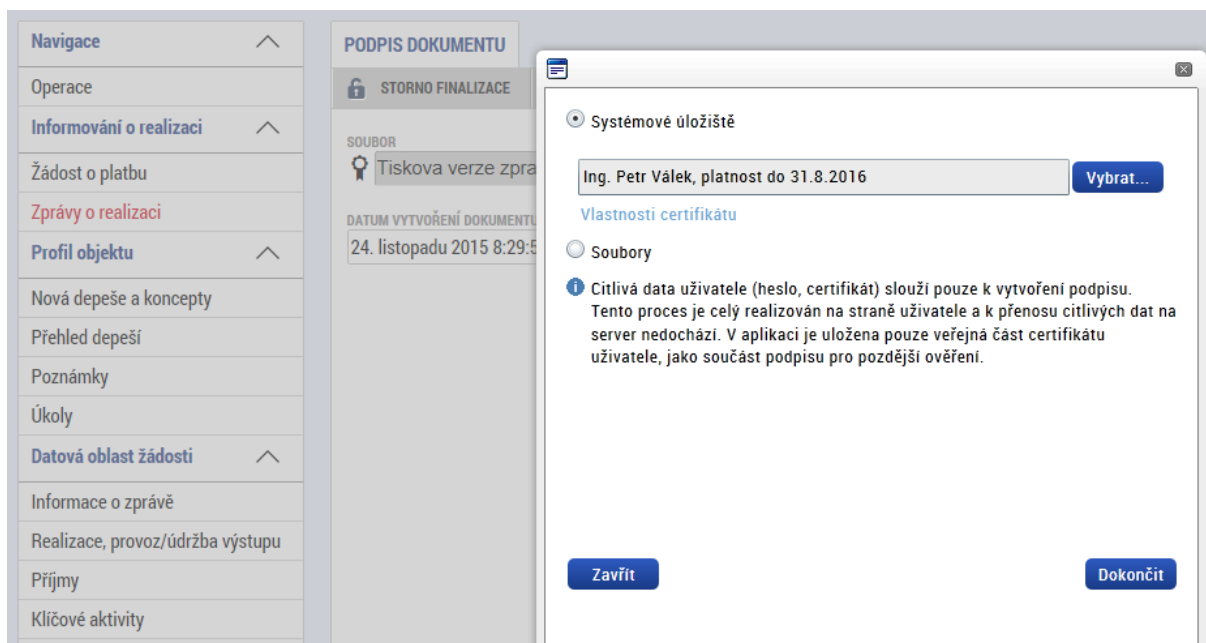 Navigace
Operace
Informování o realizaci
Žádost o platbu
Zprávy o realizaci
Profil objektu
Nová depeše a koncepty
Přehled depeší
Poznámky
Úkoly
Datová oblast žádosti
Informace o zprávě
Realizace, provoz/údržba výstupu
Příjmy
Klíčové aktivity
PODPIS DOKUMENTU
STORNO FINALIZACE
SOUBOR
Tiskova verze zpra
DATUM VYTVOŘENÍ DOKUMENTU
24. listopadu 2015 8:29:5
Systémové úložiště
Ing. Petr Válek, platnost do 31.8.2016
Vybrat...
Vlastnosti certifikátu
Soubory
Citlivá data uživatele (heslo, certifikát) slouží pouze k vytvoření podpisu.
Tento proces je celý realizován na straně uživatele a k přenosu citlivých dat na
server nedochází. V aplikaci je uložena pouze veřejná část certifikátu
uživatele, jako součást podpisu pro pozdější ověření.
Zavřít
Dokončit